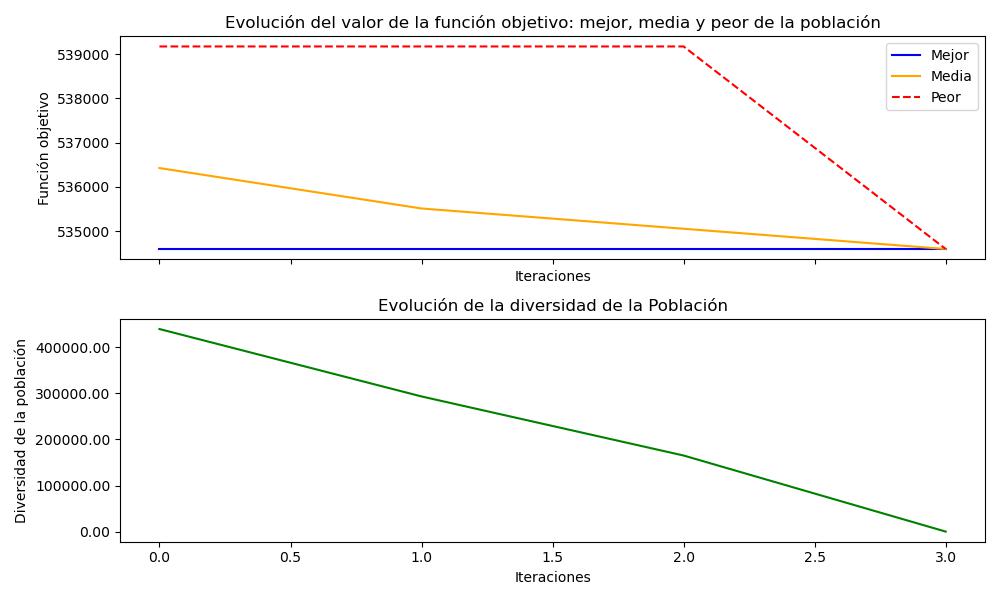 Evolución del valor de la función objetivo: mejor, media y peor de la población
539000
538000
537000
536000
535000
Función objetivo
Mejor
Media
Peor
Iteraciones
Evolución de la diversidad de la Población
400000.00
300000.00
200000.00
100000.00
0.00
Diversidad de la población
0.0 0.5 1.0 1.5 2.0 2.5 3.0
Iteraciones